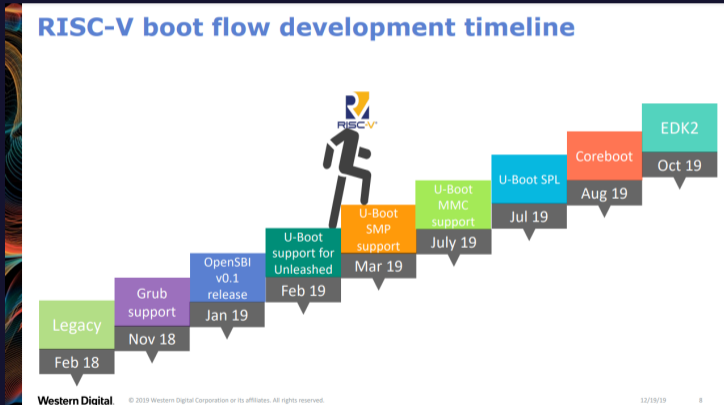 RISC-V boot flow development timeline
RISC-V
EDK2
Oct 19
Coreboot
Aug 19
U-Boot SPL
Jul 19
U-Boot
MMC
support
July 19
U-Boot
SMP
support
Mar 19
U-Boot
support for
Unleashed
Feb 19
OpenSBI
v0.1
release
Jan 19
Grub
support
Nov 18
Legacy
Feb 18
Western Digital.
© 2019 Western Digital Corporation or its affiliates. All rights reserved.
12/19/19
8